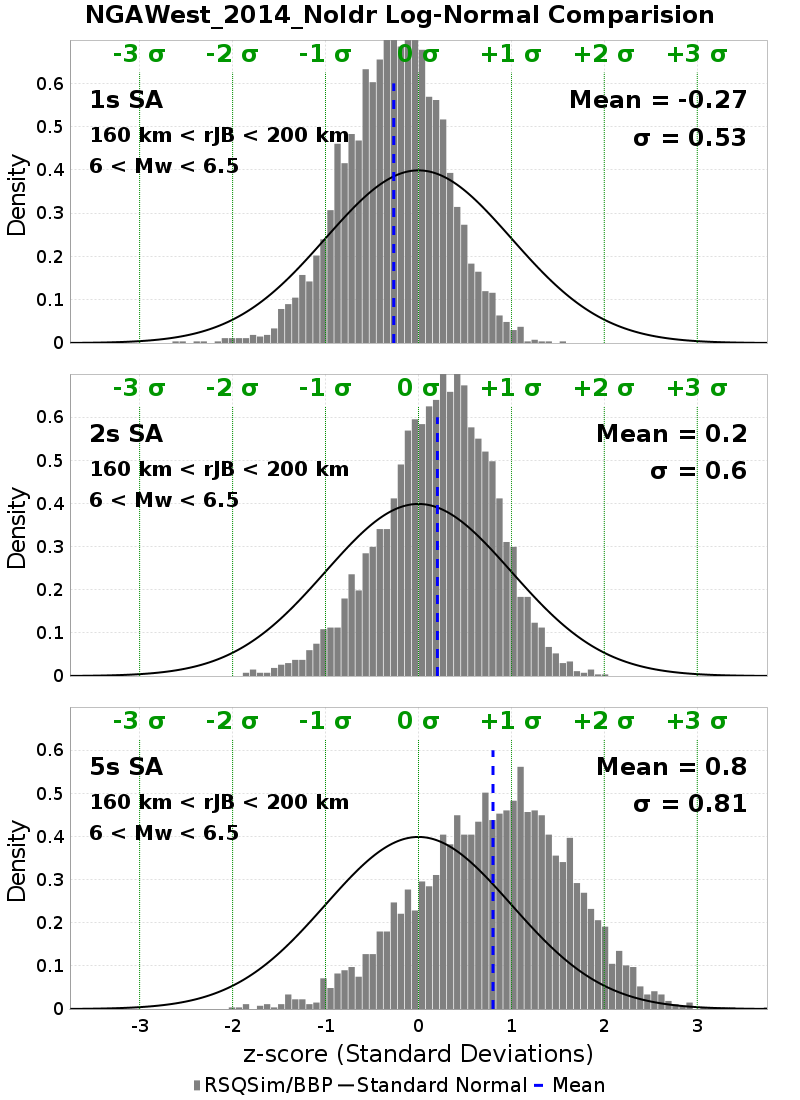 NGAWest_2014_NoIdr Log-Normal Comparision
-3 σ -2 σ -1 σ 0 σ +1 σ +2 σ +3 σ
0.6
0.5
0.4
0.3
0.2
0.1
0
Density
1s SA
160 km < rJB < 200 km
6 < Mw < 6.5
Mean = -0.27
σ = 0.53
-3 σ -2 σ -1 σ 0 σ +1 σ +2 σ +3 σ
0.6
0.5
0.4
0.3
0.2
0.1
0
Density
2s SA
160 km < rJB < 200 km
6 < Mw < 6.5
Mean = 0.2
σ = 0.6
-3 σ -2 σ -1 σ 0 σ +1 σ +2 σ +3 σ
0.6
0.5
0.4
0.3
0.2
0.1
0
Density
5s SA
160 km < rJB < 200 km
6 < Mw < 6.5
Mean = 0.8
σ = 0.81
-3 -2 -1 0 1 2 3
z-score (Standard Deviations)
RSQSim/BBP Standard Normal Mean